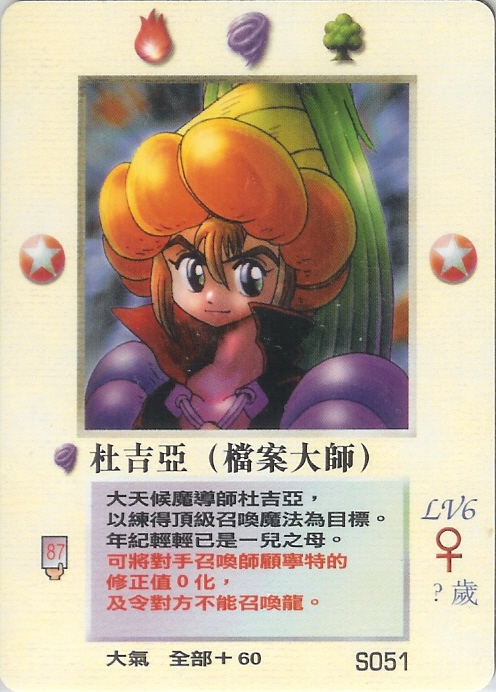 杜吉亞（檔案大師）
大天候魔導師杜吉亞，
以練得頂級召喚魔法為目標。
年紀輕輕已是一兒之母。
可將對手召喚師顧寧特的
修正值０化，
及令對方不能召喚龍。
LV6
♀
？歲
87
大氣　全部＋60
S051